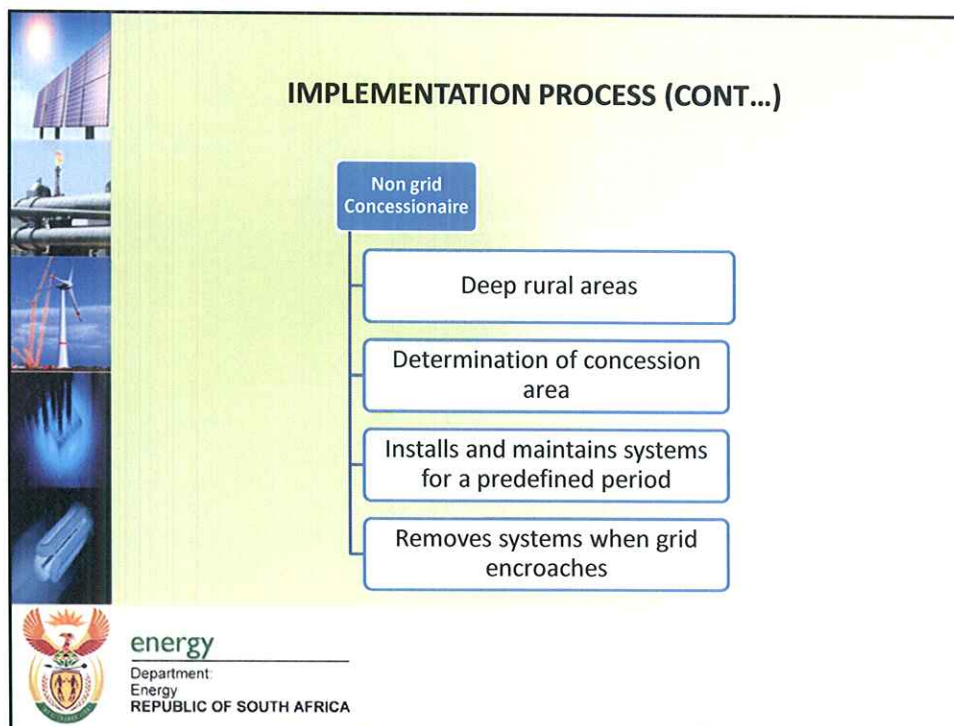 IMPLEMENTATION PROCESS (CONT...)
Non grid
Concessionaire
Deep rural areas
Determination of concession
area
Installs and maintains systems
for a predefined period
Removes systems when grid
encroaches
energy
Department:
Energy
REPUBLIC OF SOUTH AFRICA